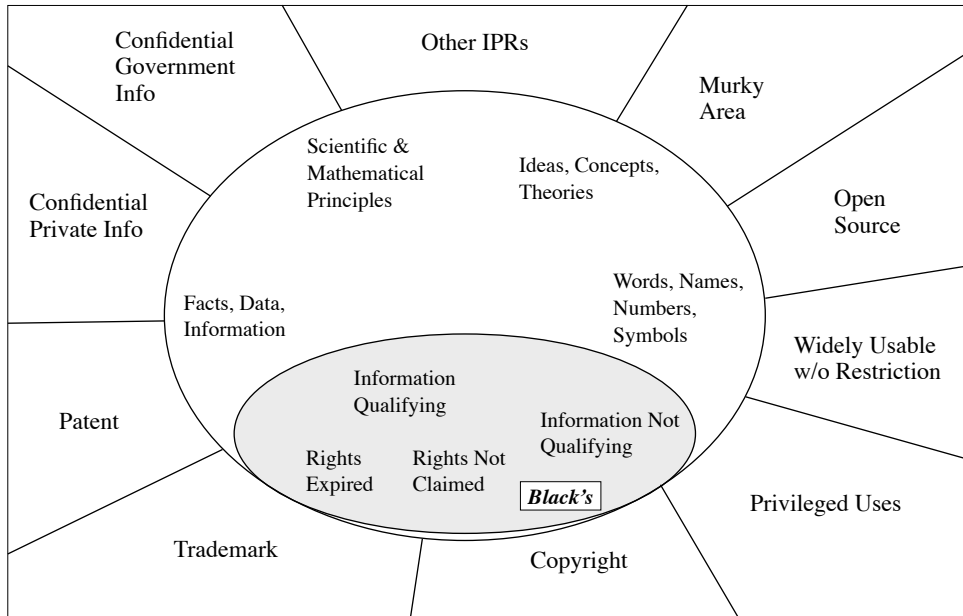 Confidential
Government
Info
Other IPRs
Murky
Area
Scientific &
Mathematical
Principles
Ideas, Concepts,
Theories
Confidential
Private Info
Open
Source
Facts, Data,
Information
Words, Names,
Numbers,
Symbols
Widely Usable
w/o Restriction
Patent
Information
Qualifying
Information Not
Qualifying
Rights
Expired
Rights Not
Claimed
Black's
Privileged Uses
Trademark
Copyright